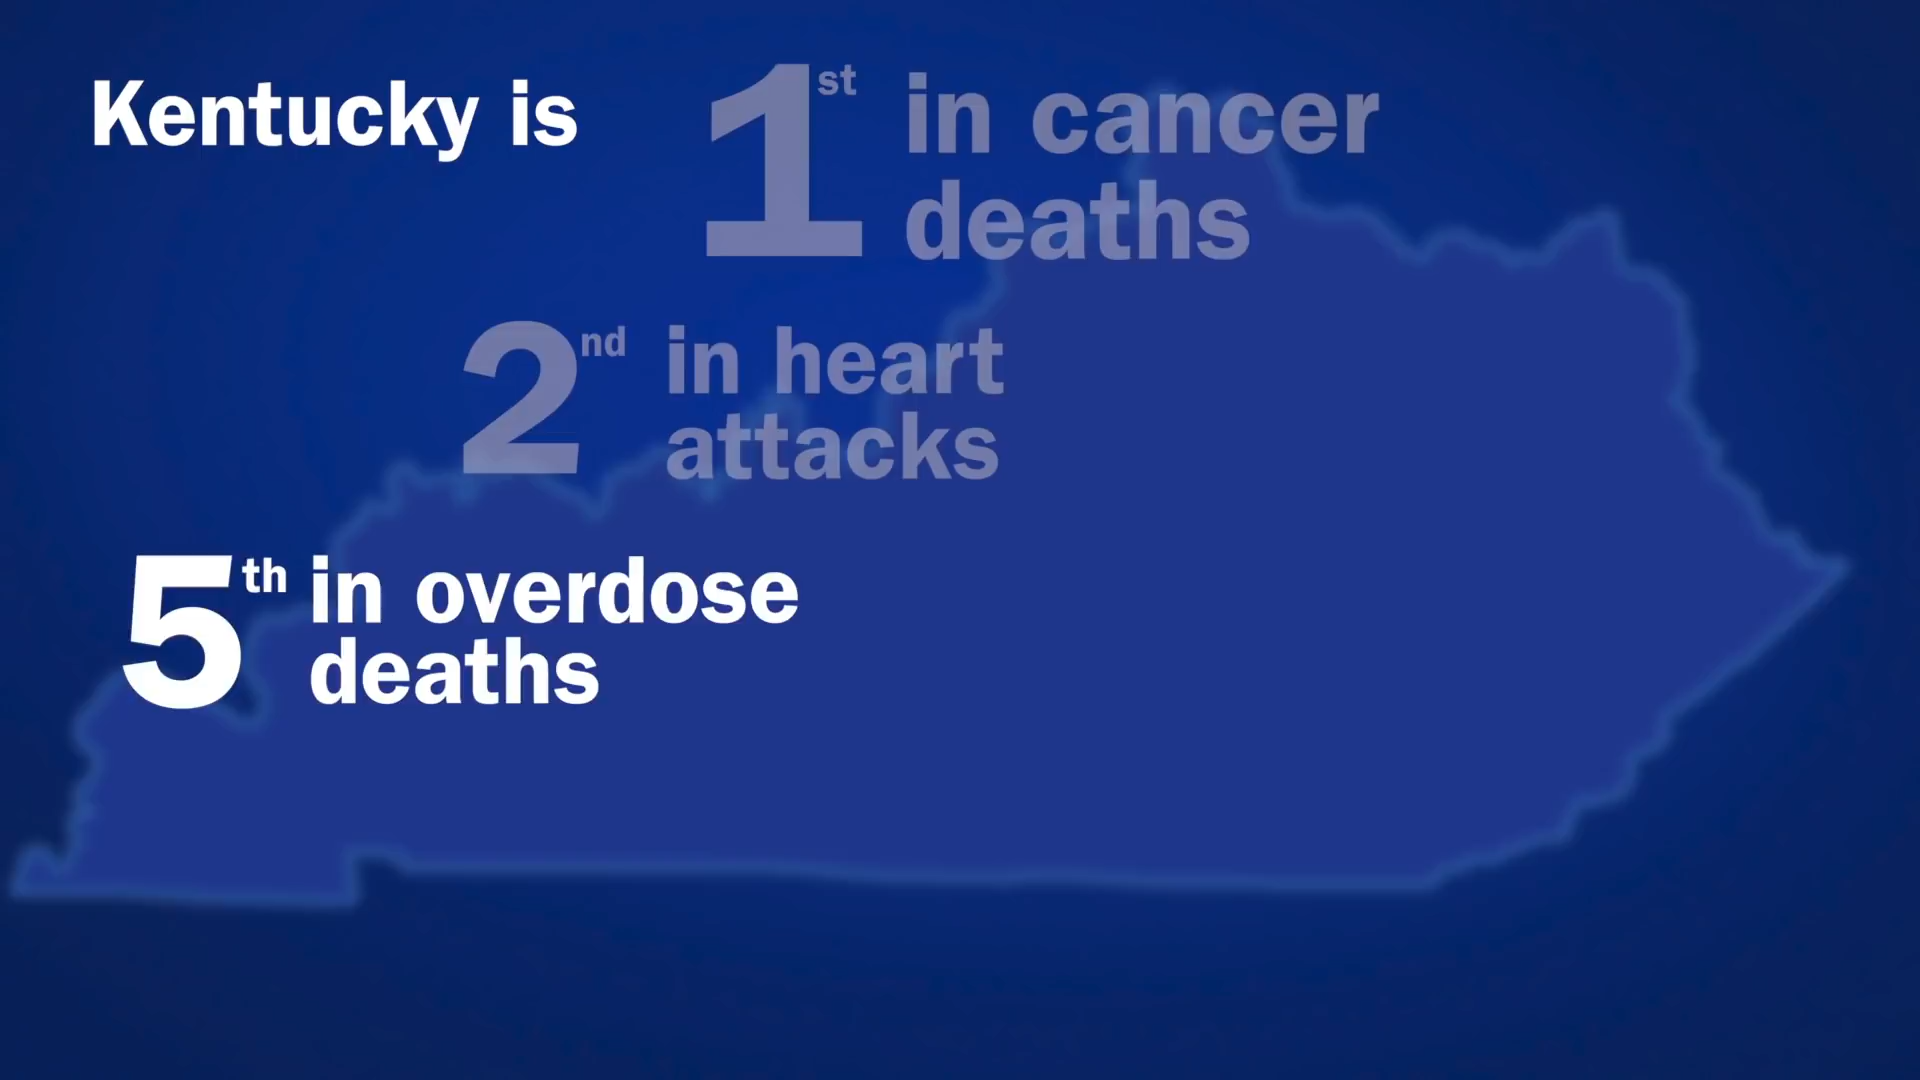 Kentucky is
1st in cancer
deaths
2nd in heart
attacks
5th in overdose
deaths